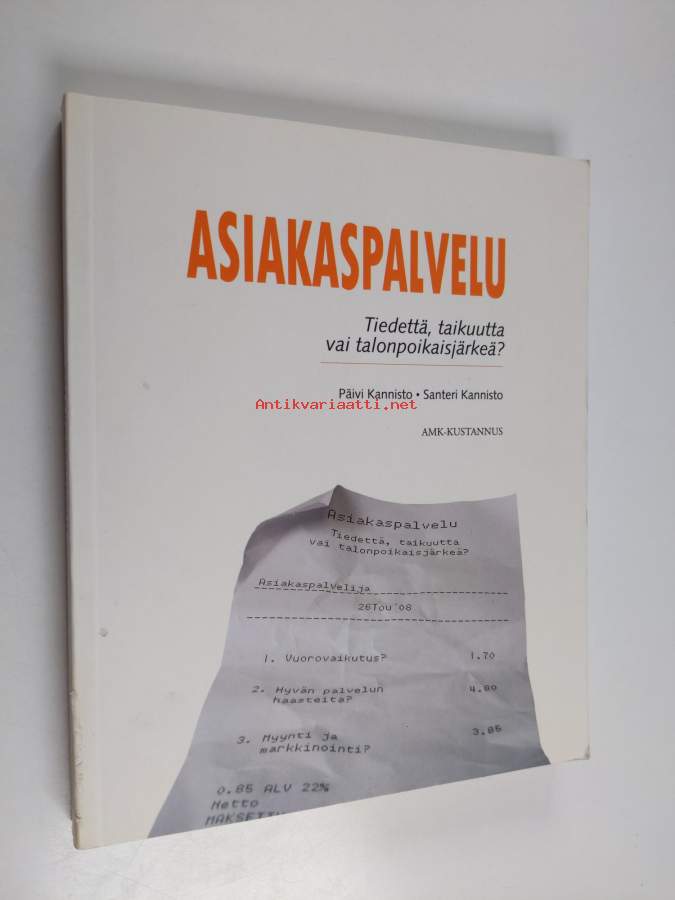 ASIAKASPALVELU
Tiedettä, taikuutta
vai talonpoikaisjärkeä?
Päivi Kannisto • Santeri Kannisto
Antikvariaatti.net
AMK-KUSTANNUS
Asiakaspalvelu
Tiedettä, taikuutta
vai talonpoikaisjärkeä?
Asiakaspalvelija
26Tou'08
1. Vuorovaikutus? 1.70
2. Hyvän palvelun 4.80
haasteita?
3. Myynti ja 3.85
markkinointi?
0.85 ALV 22%
Netto